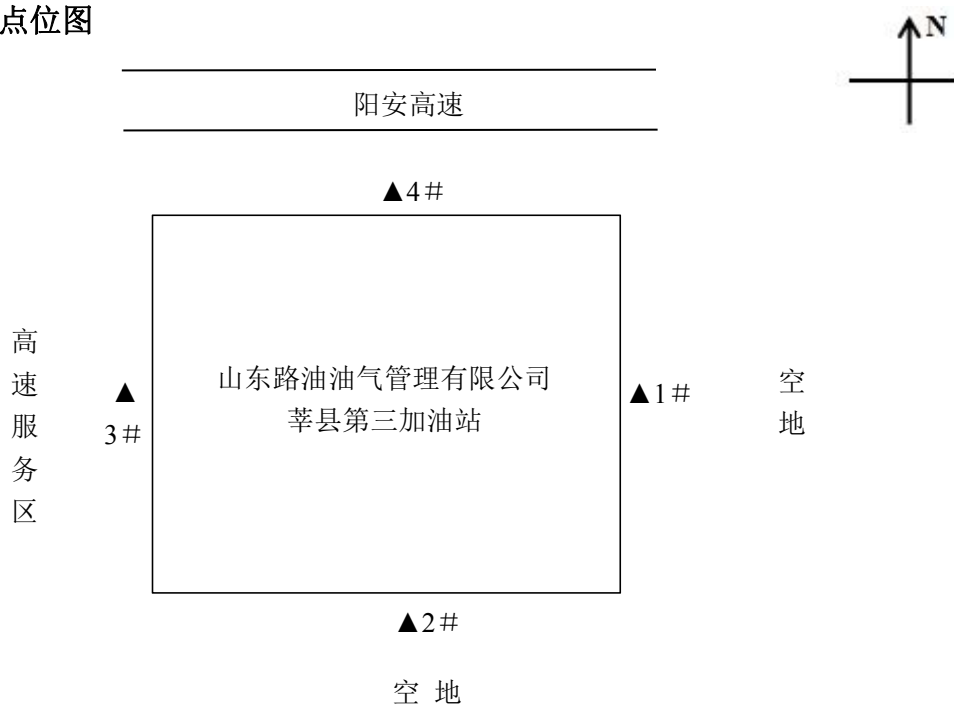 点位图
N
阳安高速
▲4＃
高速服务区
▲
3＃
山东路油油气管理有限公司
莘县第三加油站
▲1＃
空地
▲2＃
空 地